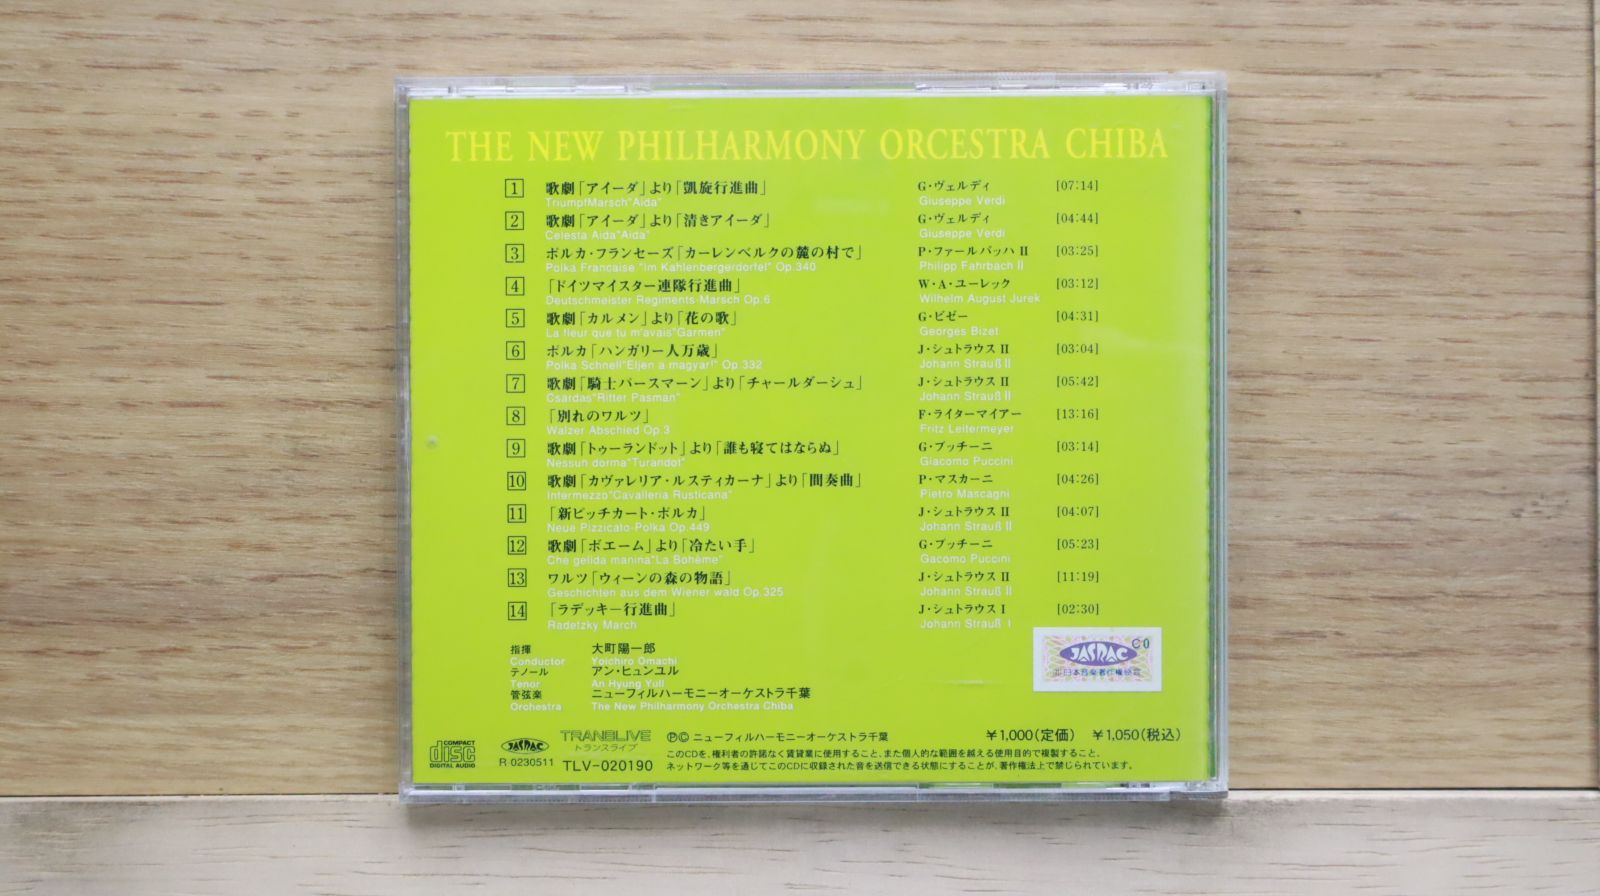 THE NEW PHILHARMONY ORCESTRA CHIBA
1 歌劇「アイーダ」より「凱旋行進曲」 G・ヴェルディ [07:14]
TriumpfMarsch"Aida" Giuseppe Verdi
2 歌劇「アイーダ」より「清きアイーダ」 G・ヴェルディ [04:44]
Celesta Aida"Aida" Giuseppe Verdi
3 ポルカ・フランセーズ「カーレンベルクの麓の村で」 P・ファールバッハ II [03:25]
Polka Francaise "Im Kahlenbergerdorfel" Op.340 Philipp Fahrbach II
4 「ドイツマイスター連隊行進曲」 W・A・ユーレック [03:12]
Deutschmeister Regiments-Marsch Op.6 Wilhelm August Jurek
5 歌劇「カルメン」より「花の歌」 G・ビゼー [04:31]
La fleur que tu m'avais"Garmen" Georges Bizet
6 ポルカ「ハンガリー人万歳」 J・シュトラウス II [03:04]
Polka Schnell"Eljen a magyar!" Op.332 Johann Strauß II
7 歌劇「騎士パースマーン」より「チャールダーシュ」 J・シュトラウス II [05:42]
Csardas"Ritter Pasman" Johann Strauß II
8 「別れのワルツ」 F・ライターマイアー [13:16]
Walzer Abschied Op.3 Fritz Leitermeyer
9 歌劇「トゥーランドット」より「誰も寝てはならぬ」 G・プッチーニ [03:14]
Nessun dorma"Turandot" Giacomo Puccini
10 歌劇「カヴァレリア・ルスティカーナ」より「間奏曲」 P・マスカーニ [04:26]
Intermezzo"Cavalleria Rusticana" Pietro Mascagni
11 「新ピッチカート・ポルカ」 J・シュトラウス II [04:07]
Neue Pizzicato-Polka Op.449 Johann Strauß II
12 歌劇「ボエーム」より「冷たい手」 G・プッチーニ [05:23]
Che gelida manina"La Bohème" Gacomo Puccini
13 ワルツ「ウィーンの森の物語」 J・シュトラウス II [11:19]
Geschichten aus dem Wiener wald Op.325 Johann Strauß II
14 「ラデッキー行進曲」 J・シュトラウス I [02:30]
Radetzky March Johann Strauß I
指揮 大町陽一郎
Conductor Yoichiro Omachi
テノール アン・ヒュンユル
Tenor An Hyung Yull
管弦楽 ニューフィルハーモニーオーケストラ千葉
Orchestra The New Philharmony Orchestra Chiba
CO
JASRAC
COMPACT
disc
DIGITAL AUDIO
JASRAC
R-0230511
TRANSLIVE
トランスライブ
TLV-020190
ⓅⒸ ニューフィルハーモニーオーケストラ千葉
¥1,000(定価) ¥1,050(税込)
このCDを、権利者の許諾なく賃貸業に使用すること、また個人的な範囲を越える使用目的で複製すること、
ネットワーク等を通じてこのCDに収録された音を送信できる状態にすることが、著作権法上で禁じられています。